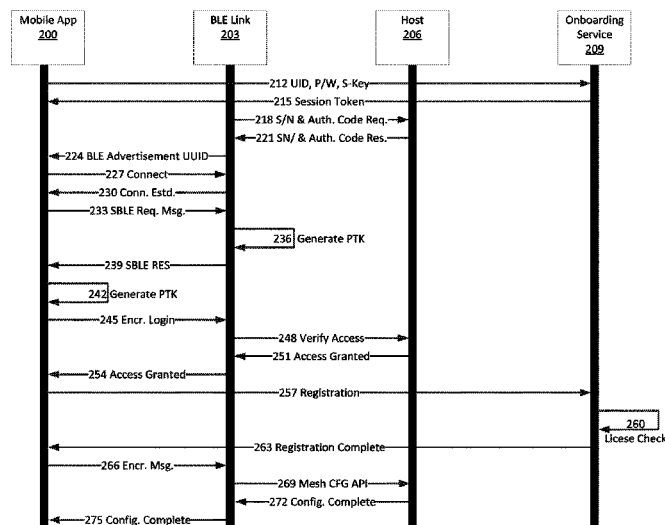 Mobile App
200
BLE Link
203
Host
206
Onboarding
Service
209
212 UID, P/W, S-Key
215 Session Token
218 S/N & Auth. Code Req.
221 SN/ & Auth. Code Res.
224 BLE Advertisement UUID
227 Connect
230 Conn. Estd.
233 SBLE Req. Msg.
236 Generate PTK
239 SBLE RES
242 Generate PTK
245 Encr. Login
248 Verify Access
251 Access Granted
254 Access Granted
257 Registration
260
Licese Check
263 Registration Complete
266 Encr. Msg.
269 Mesh CFG API
272 Config. Complete
275 Config. Complete